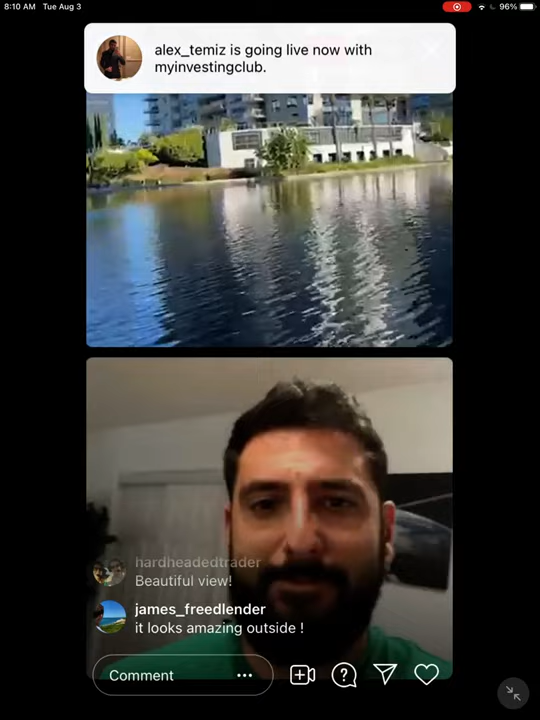 8:10 AM Tue Aug 3
96%
alex_temiz is going live now with
myinvestingclub.
hardheadedtrader
Beautiful view!
james_freedlender
it looks amazing outside !
Comment